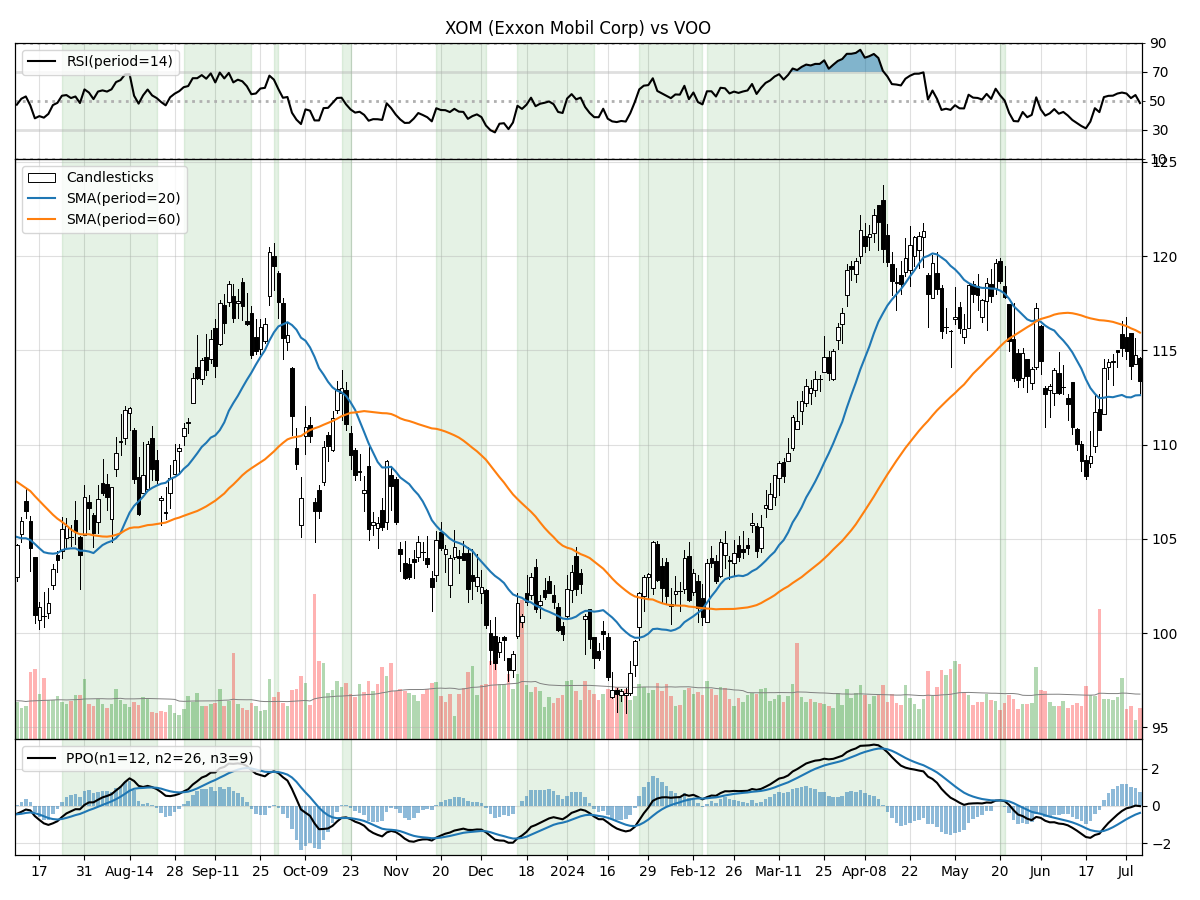 XOM (Exxon Mobil Corp) vs VOO
RSI(period=14)
90
70
50
30
10
Candlesticks
SMA(period=20)
SMA(period=60)
125
120
115
110
105
100
95
PPO(n1=12, n2=26, n3=9)
2
0
−2
17 31 Aug-14 28 Sep-11 25 Oct-09 23 Nov 20 Dec 18 2024 16 29 Feb-12 26 Mar-11 25 Apr-08 22 May 20 Jun 17 Jul